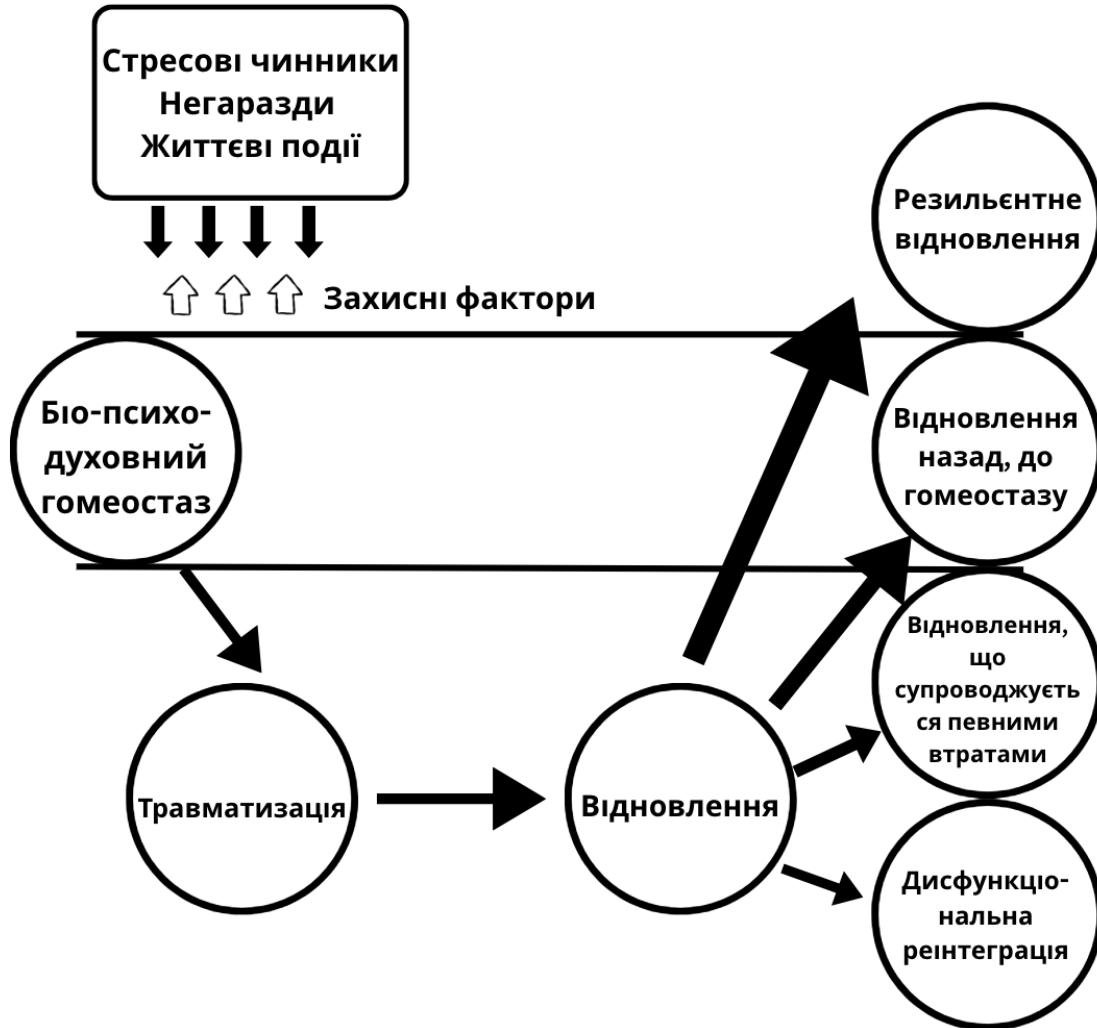 Стресові чинники
Негаразди
Життєві події
Захисні фактори
Біо-психо-
духовний
гомеостаз
Травматизація
Відновлення
Резильєнтне
відновлення
Відновлення
назад, до
гомеостазу
Відновлення,
що
супроводжуєть
ся певними
втратами
Дисфункціо-
нальна
реінтеграція